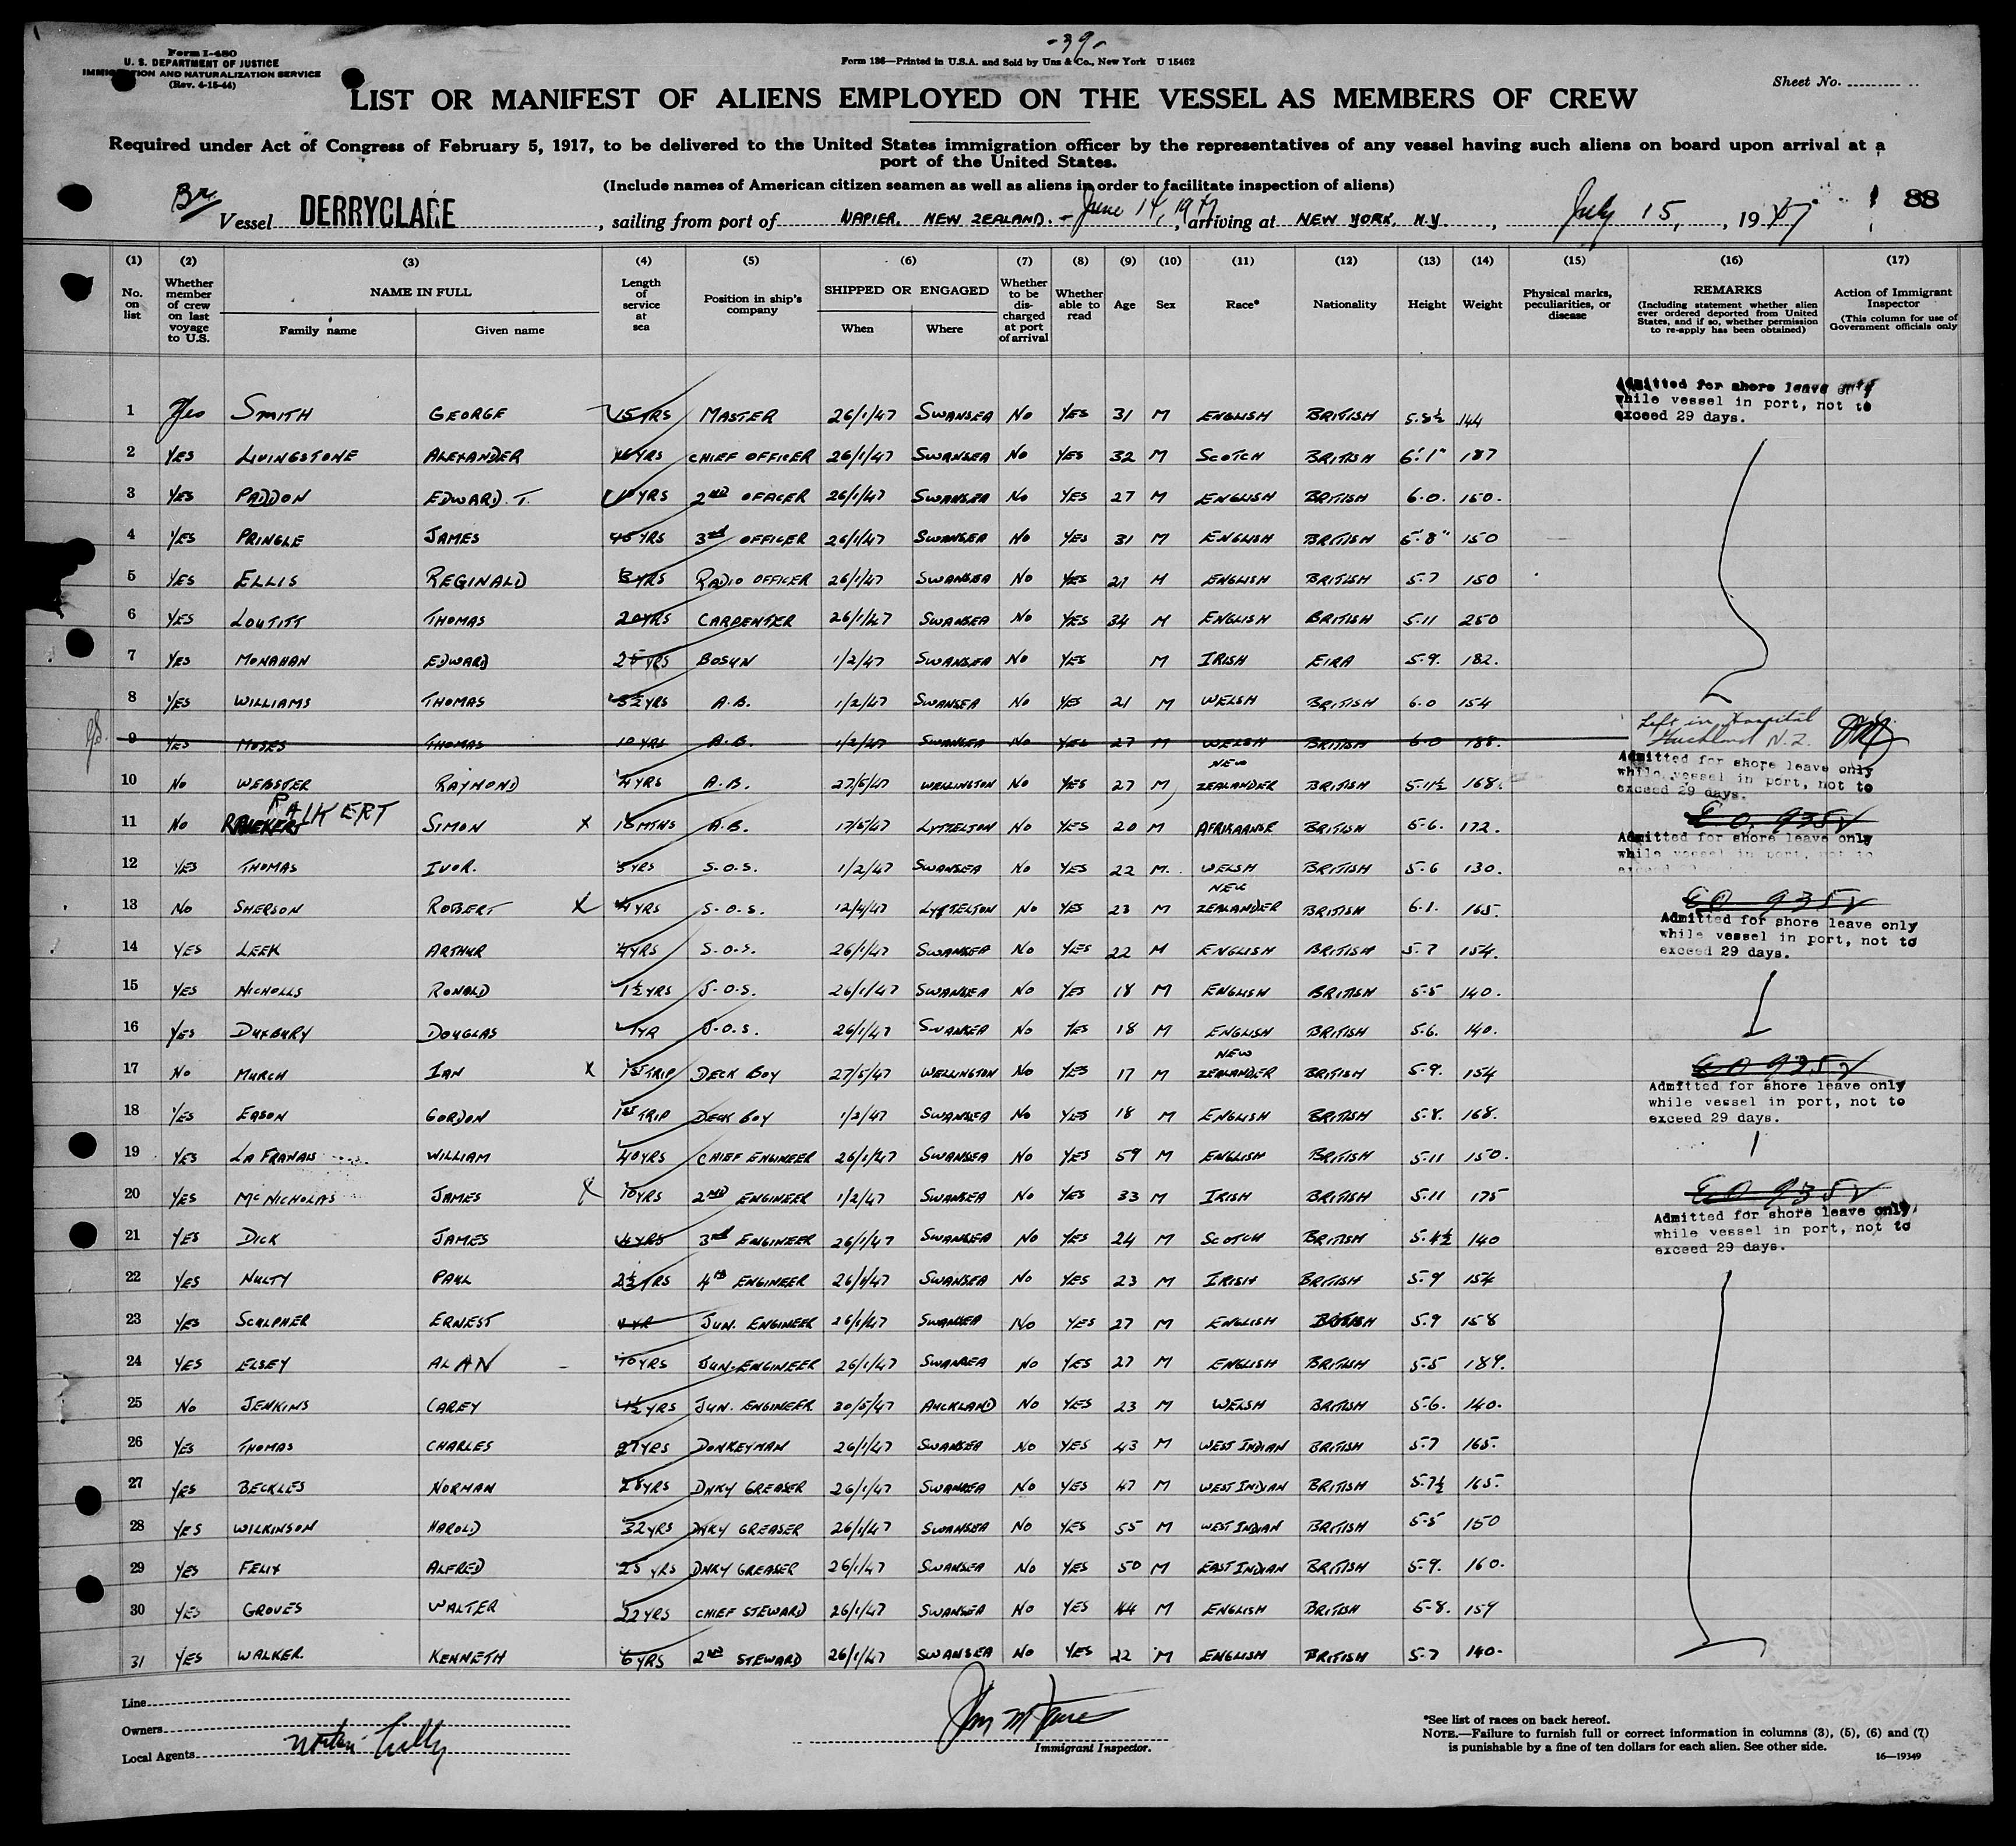 -39-
Form I-480
U. S. DEPARTMENT OF JUSTICE
IMMIGRATION AND NATURALIZATION SERVICE
(Rev. 4-15-44)
Form 136—Printed in U.S.A. and Sold by Unz & Co., New York U 15462
Sheet No.
LIST OR MANIFEST OF ALIENS EMPLOYED ON THE VESSEL AS MEMBERS OF CREW
Required under Act of Congress of February 5, 1917, to be delivered to the United States immigration officer by the representatives of any vessel having such aliens on board upon arrival at a
port of the United States.
(Include names of American citizen seamen as well as aliens in order to facilitate inspection of aliens)
Br. Vessel DERRYCLARE, sailing from port of NAPIER, NEW ZEALAND. - June 14, 1947, arriving at NEW YORK, N.Y., July 15, 1947 88
(1) (2) (3) (4) (5) (6) (7) (8) (9) (10) (11) (12) (13) (14) (15) (16) (17)
No. on list
Whether member of crew on last voyage to U.S.
NAME IN FULL
Family name Given name
Length of service at sea
Position in ship's company
SHIPPED OR ENGAGED
When Where
Whether to be discharged at port of arrival
Whether able to read
Age
Sex
Race*
Nationality
Height
Weight
Physical marks, peculiarities, or disease
REMARKS
(Including statement whether alien ever ordered deported from United States, and if so, whether permission to re-apply has been obtained)
Action of Immigrant Inspector
(This column for use of Government officials only
Admitted for shore leave only
while vessel in port, not to
exceed 29 days.
1 Yes SMITH GEORGE 15 YRS MASTER 26/1/47 SWANSEA NO YES 31 M ENGLISH BRITISH 5.8½ 144
2 YES LIVINGSTONE ALEXANDER 16 YRS CHIEF OFFICER 26/1/47 SWANSEA NO YES 32 M SCOTCH BRITISH 6'.1" 187
3 YES PADDON EDWARD. T. 10 YRS 2ND OFFICER 26/1/47 SWANSEA NO YES 27 M ENGLISH BRITISH 6.0. 150.
4 YES PRINGLE JAMES YRS 3rd OFFICER 26/1/47 SWANSEA NO YES 31 M ENGLISH BRITISH 5'.8" 150
5 YES ELLIS REGINALD 3 YRS RADIO OFFICER 26/1/47 SWANSEA NO YES 21 M ENGLISH BRITISH 5.7 150
6 YES LOUTITT THOMAS 20 YRS CARPENTER 26/1/47 SWANSEA NO YES 34 M ENGLISH BRITISH 5.11 250
7 YES MONAHAN EDWARD 25 YRS BOSUN 1/2/47 SWANSEA NO YES M IRISH EIRA 5.9. 182.
8 YES WILLIAMS THOMAS 5½ YRS A.B. 1/2/47 SWANSEA NO YES 21 M WELSH BRITISH 6.0 154
9 YES MOSES THOMAS 10 YRS A.B. 1/2/47 SWANSEA NO YES 27 M WELSH BRITISH 6.0 188. Left in Hospital Auckland N.Z.
Admitted for shore leave only
while vessel in port, not to
exceed 29 days.
10 NO WEBSTER RAYMOND 4 YRS A.B. 27/5/47 WELLINGTON NO YES 27 M NEW ZEALANDER BRITISH 5.11½ 168.
RALKERT
11 NO SIMON X 18 MTHS A.B. 17/5/47 LYTTELTON NO YES 20 M AFRIKAANSE BRITISH 5.6. 172. E.O. 9352
Admitted for shore leave only
while vessel in port, not to
12 YES THOMAS IVOR. 5 YRS S.O.S. 1/2/47 SWANSEA NO YES 22 M. WELSH BRITISH 5.6 130.
13 NO SHERSON ROBERT X 4 YRS S.O.S. 12/4/47 LYTTELTON NO YES 23 M NEW ZEALANDER BRITISH 6.1. 165. EO 9352
Admitted for shore leave only
while vessel in port, not to
exceed 29 days.
14 YES LEEK ARTHUR 4 YRS S.O.S. 26/1/47 SWANSEA NO YES 22 M ENGLISH BRITISH 5.7 154.
15 YES NICHOLLS RONALD 1½ YRS J.O.S. 26/1/47 SWANSEA NO YES 18 M ENGLISH BRITISH 5.5 140.
16 YES DUXBURY DOUGLAS 1 YR J.O.S. 26/1/47 SWANSEA NO YES 18 M ENGLISH BRITISH 5.6. 140.
17 NO MURCH IAN X 1ST TRIP DECK BOY 27/5/47 WELLINGTON NO YES 17 M NEW ZEALANDER BRITISH 5.9. 154 EO 9352
Admitted for shore leave only
while vessel in port, not to
exceed 29 days.
18 YES EASON GORDON 1ST TRIP DECK BOY 1/2/47 SWANSEA NO YES 18 M ENGLISH BRITISH 5.8. 168.
19 YES LA FRANAIS WILLIAM 40 YRS CHIEF ENGINEER 26/1/47 SWANSEA NO YES 59 M ENGLISH BRITISH 5.11 150.
20 YES MCNICHOLAS JAMES X 10 YRS 2ND ENGINEER 1/2/47 SWANSEA NO YES 33 M IRISH BRITISH 5.11 175 EO 9352
Admitted for shore leave only,
while vessel in port, not to
exceed 29 days.
21 YES DICK JAMES 4 YRS 3rd ENGINEER 26/1/47 SWANSEA NO YES 24 M SCOTCH BRITISH 5.4½ 140
22 YES NULTY PAUL 2½ YRS 4TH ENGINEER 26/1/47 SWANSEA NO YES 23 M IRISH BRITISH 5.9 154
23 YES SCULPHER ERNEST 1 YR JUN. ENGINEER 26/1/47 SWANSEA NO YES 27 M ENGLISH BRITISH 5.9 158
24 YES ELSEY ALAN - 10 YRS JUN. ENGINEER 26/1/47 SWANSEA NO YES 27 M ENGLISH BRITISH 5.5 189.
25 NO JENKINS CAREY 1½ YRS JUN. ENGINEER 30/5/47 AUCKLAND NO YES 23 M WELSH BRITISH 5.6. 140.
26 YES THOMAS CHARLES 27 YRS DONKEYMAN 26/1/47 SWANSEA NO YES 43 M WEST INDIAN BRITISH 5.7 165.
27 YES BECKLES NORMAN 28 YRS DNKY GREASER 26/1/47 SWANSEA NO YES 47 M WEST INDIAN BRITISH 5.7½ 165.
28 YES WILKINSON HAROLD 32 YRS DNKY GREASER 26/1/47 SWANSEA NO YES 55 M WEST INDIAN BRITISH 5.5 150
29 YES FELIX ALFRED 25 YRS DNKY GREASER 26/1/47 SWANSEA NO YES 50 M EAST INDIAN BRITISH 5.9. 160.
30 YES GROVES WALTER 22 YRS CHIEF STEWARD 26/1/47 SWANSEA NO YES 44 M ENGLISH BRITISH 5.8. 159
31 YES WALKER. KENNETH 6 YRS 2ND STEWARD 26/1/47 SWANSEA NO YES 22 M ENGLISH BRITISH 5.7 140.
Line
Owners
Local Agents Norton Lilly
Immigrant Inspector.
*See list of races on back hereof.
NOTE.—Failure to furnish full or correct information in columns (3), (5), (6) and (7)
is punishable by a fine of ten dollars for each alien. See other side.
16—19349